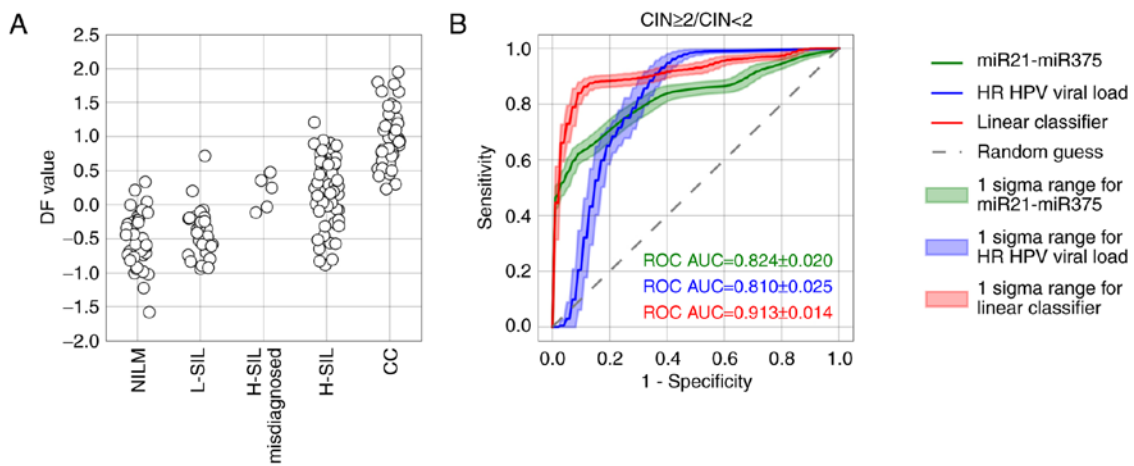 A
DF value
2.5
2.0
1.5
1.0
0.5
0.0
−0.5
−1.0
−1.5
−2.0
NILM
L-SIL
H-SIL
misdiagnosed
H-SIL
CC
B
CIN≥2/CIN<2
Sensitivity
1.0
0.8
0.6
0.4
0.2
0.0
ROC AUC=0.824±0.020
ROC AUC=0.810±0.025
ROC AUC=0.913±0.014
0.0 0.2 0.4 0.6 0.8 1.0
1 - Specificity
miR21-miR375
HR HPV viral load
Linear classifier
Random guess
1 sigma range for
miR21-miR375
1 sigma range for
HR HPV viral load
1 sigma range for
linear classifier